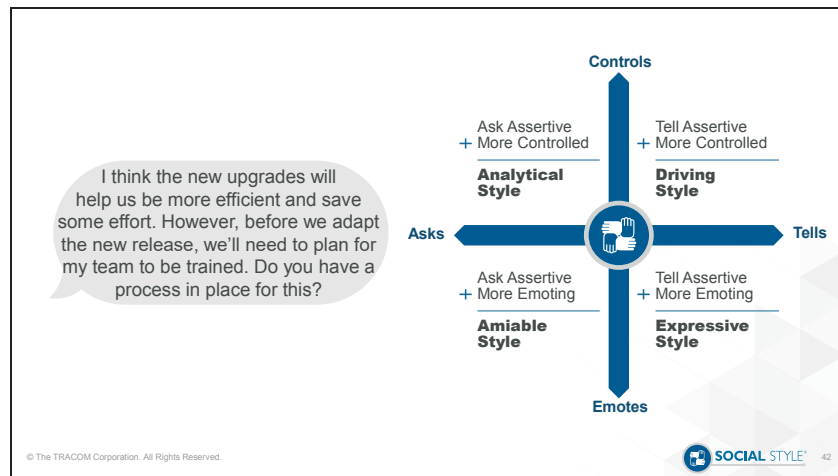 I think the new upgrades will
help us be more efficient and save
some effort. However, before we adapt
the new release, we’ll need to plan for
my team to be trained. Do you have a
process in place for this?
Controls
Ask Assertive
+ More Controlled
Analytical
Style
Tell Assertive
+ More Controlled
Driving
Style
Asks
Tells
Ask Assertive
+ More Emoting
Amiable
Style
Tell Assertive
+ More Emoting
Expressive
Style
Emotes
© The TRACOM Corporation. All Rights Reserved.
SOCIAL STYLE®
42